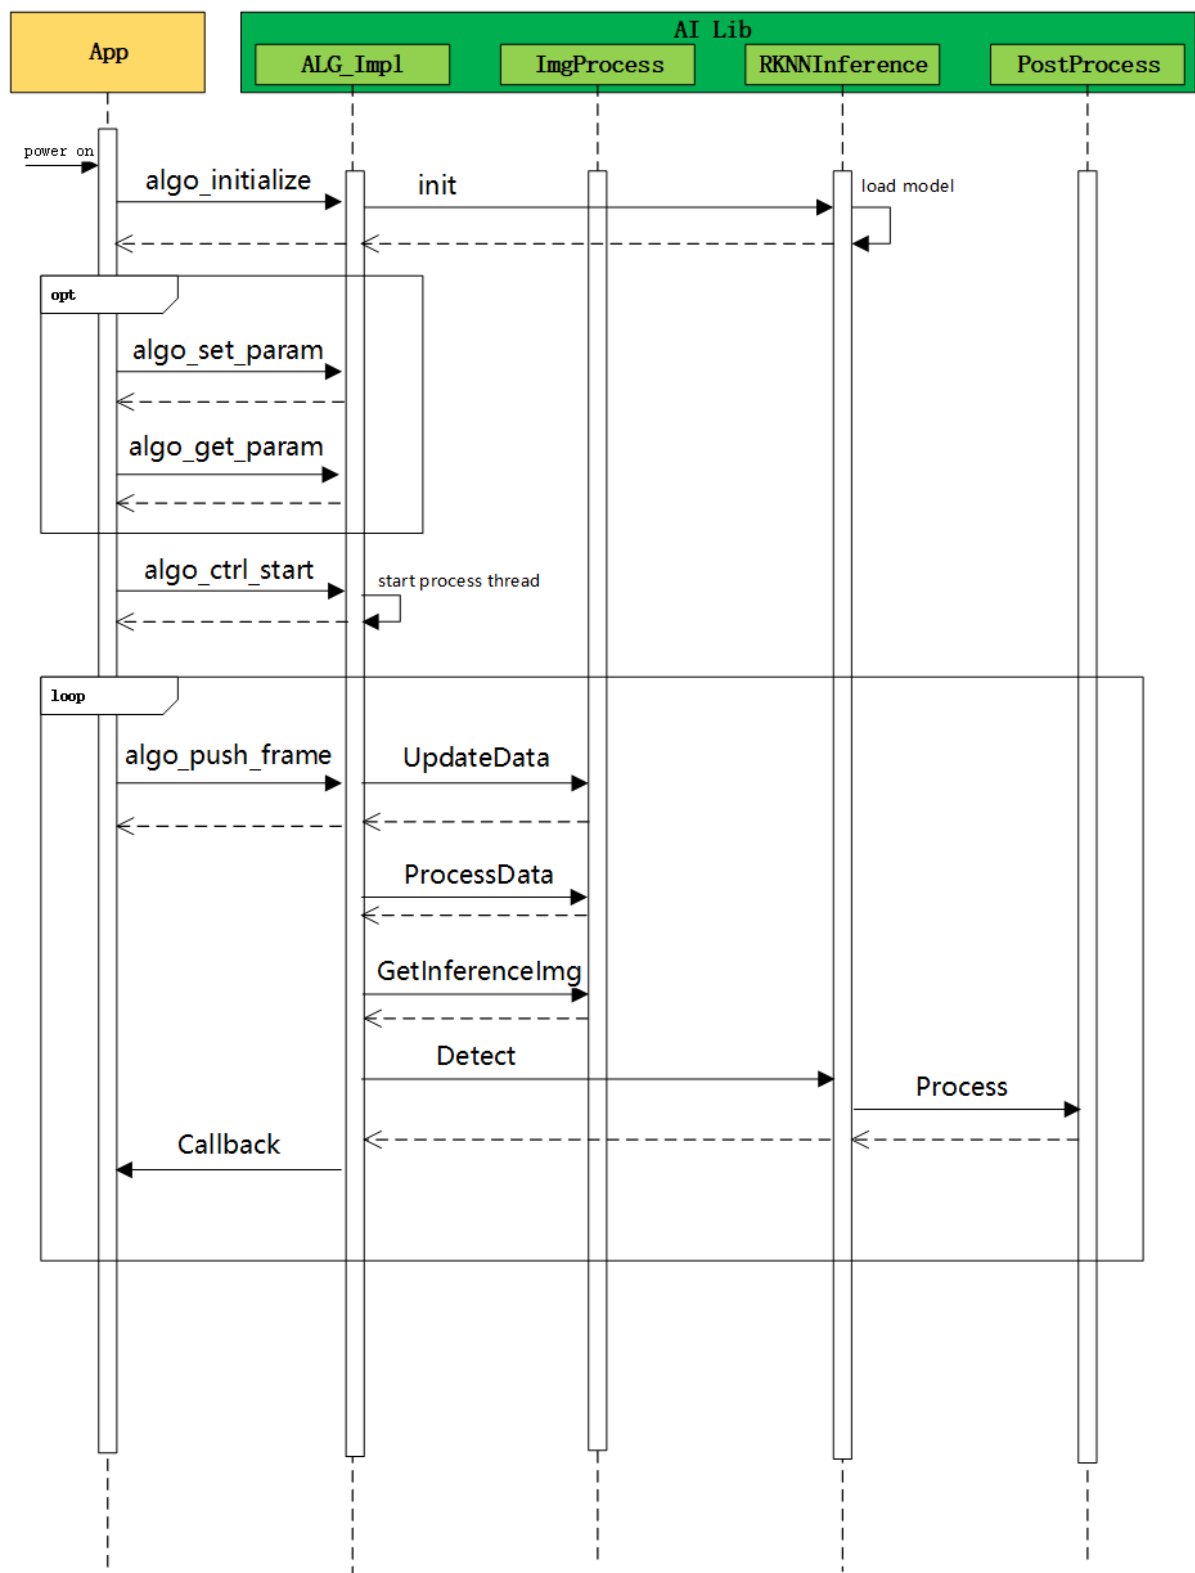 App
AI Lib
ALG_Impl
ImgProcess
RKNNInference
PostProcess
power on
algo_initialize
init
load model
opt
algo_set_param
algo_get_param
algo_ctrl_start
start process thread
loop
algo_push_frame
UpdateData
ProcessData
GetInferenceImg
Detect
Process
Callback